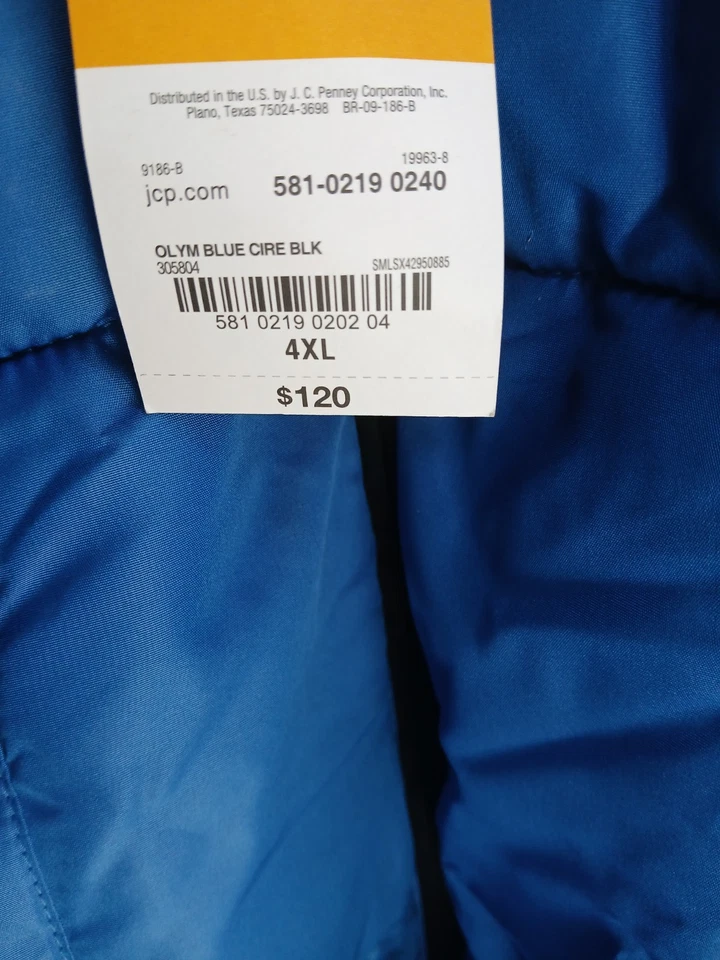 Distributed in the U.S. by J. C. Penney Corporation, Inc.
Plano, Texas 75024-3698 BR-09-186-B
9186-B 19963-8
jcp.com 581-0219 0240
OLYM BLUE CIRE BLK
305804 SMLSX42950885
581 0219 0202 04
4XL
$120